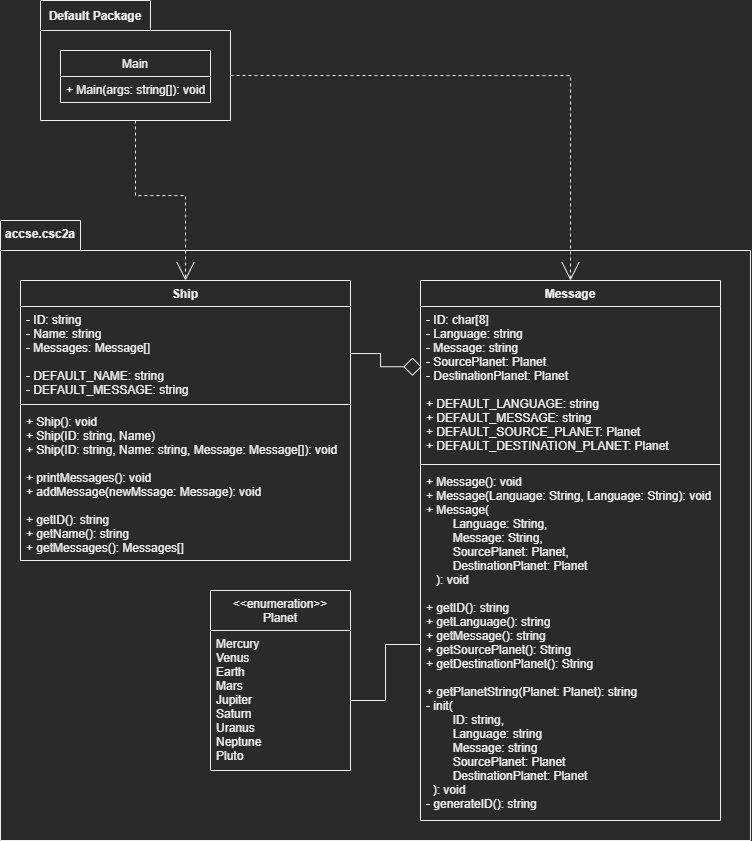 Default Package
Main
+ Main(args: string[]): void
accse.csc2a
Ship
- ID: string
- Name: string
- Messages: Message[]
- DEFAULT_NAME: string
- DEFAULT_MESSAGE: string
+ Ship(): void
+ Ship(ID: string, Name)
+ Ship(ID: string, Name: string, Message: Message[]): void
+ printMessages(): void
+ addMessage(newMssage: Message): void
+ getID(): string
+ getName(): string
+ getMessages(): Messages[]
Message
- ID: char[8]
- Language: string
- Message: string
- SourcePlanet: Planet
- DestinationPlanet: Planet
+ DEFAULT_LANGUAGE: string
+ DEFAULT_MESSAGE: string
+ DEFAULT_SOURCE_PLANET: Planet
+ DEFAULT_DESTINATION_PLANET: Planet
+ Message(): void
+ Message(Language: String, Language: String): void
+ Message(
Language: String,
Message: String,
SourcePlanet: Planet,
DestinationPlanet: Planet
): void
+ getID(): string
+ getLanguage(): string
+ getMessage(): string
+ getSourcePlanet(): String
+ getDestinationPlanet(): String
+ getPlanetString(Planet: Planet): string
- init(
ID: string,
Language: string
Message: string
SourcePlanet: Planet
DestinationPlanet: Planet
): void
- generateID(): string
<<enumeration>>
Planet
Mercury
Venus
Earth
Mars
Jupiter
Saturn
Uranus
Neptune
Pluto